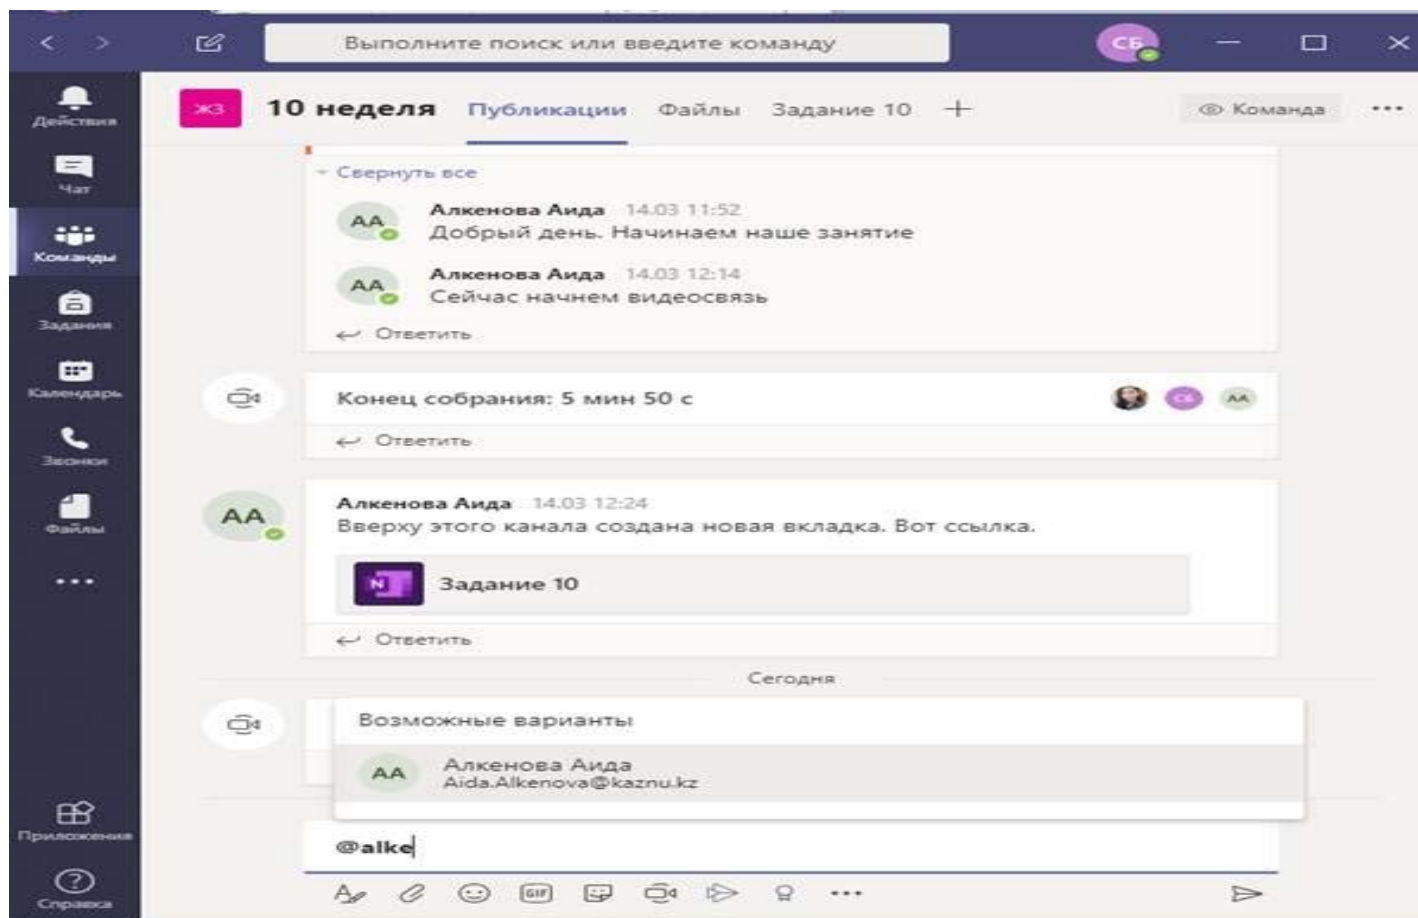 Выполните поиск или введите команду
СБ
Действия
Чат
Команды
Задания
Календарь
Звонки
Файлы
Приложения
Справка
ЖЗ
10 неделя Публикации Файлы Задание 10
Команда
Свернуть все
АА
Алкенова Аида 14.03 11:52
Добрый день. Начинаем наше занятие
АА
Алкенова Аида 14.03 12:14
Сейчас начнем видеосвязь
Ответить
Конец собрания: 5 мин 50 с
СБ АА
Ответить
АА
Алкенова Аида 14.03 12:24
Вверху этого канала создана новая вкладка. Вот ссылка.
N
Задание 10
Ответить
Сегодня
Возможные варианты
АА
Алкенова Аида
Aida.Alkenova@kaznu.kz
@alke
GIF